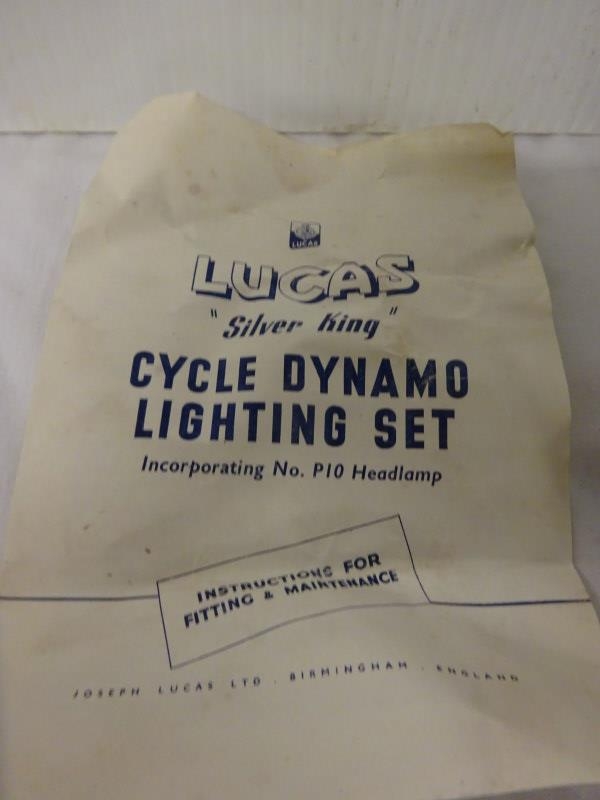 LUCAS
LUCAS
"Silver King"
CYCLE DYNAMO
LIGHTING SET
Incorporating No. P10 Headlamp
INSTRUCTIONS FOR
FITTING & MAINTENANCE
JOSEPH LUCAS LTD . BIRMINGHAM . ENGLAND